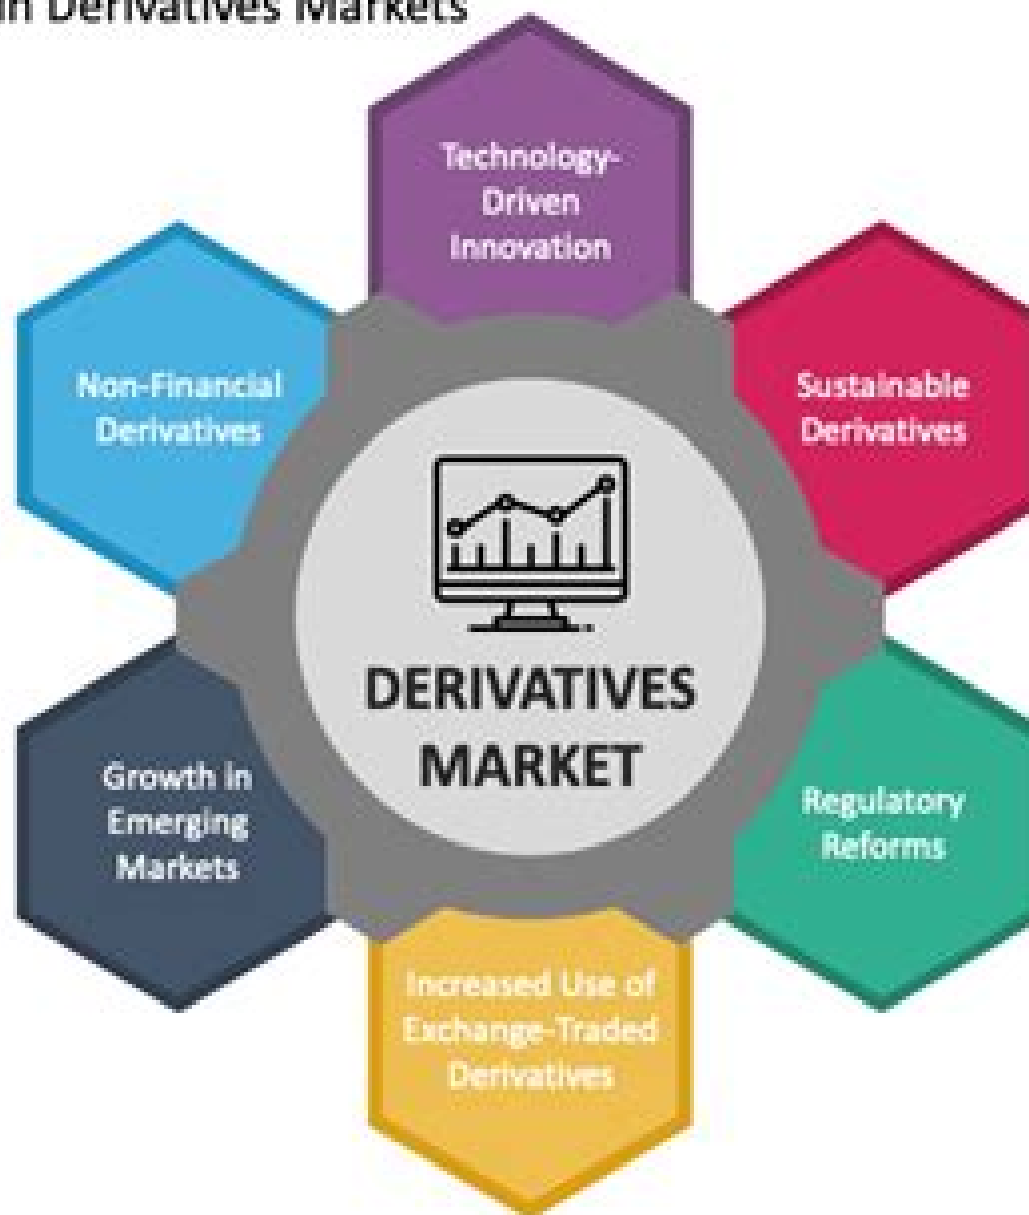 in Derivatives Markets
Technology-
Driven
Innovation
Non-Financial
Derivatives
Sustainable
Derivatives
DERIVATIVES
MARKET
Growth in
Emerging
Markets
Regulatory
Reforms
Increased Use of
Exchange-Traded
Derivatives